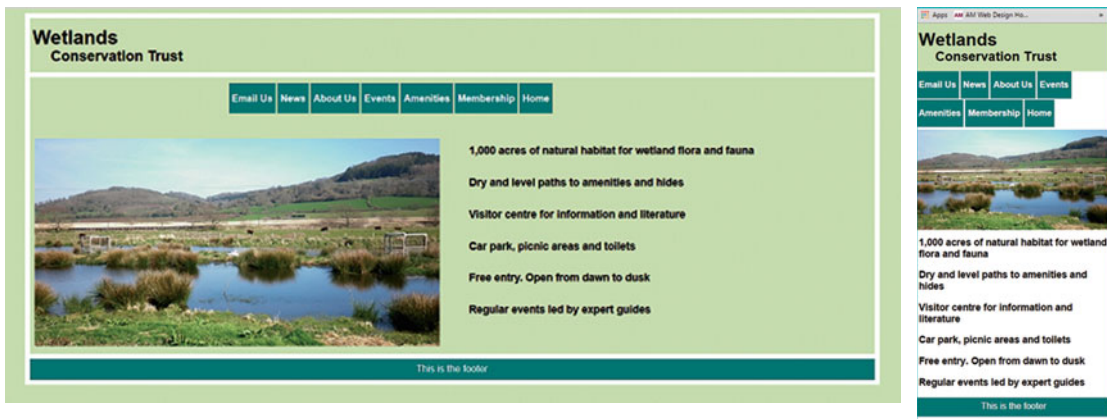 Wetlands
Conservation Trust
Email Us News About Us Events Amenities Membership Home
1,000 acres of natural habitat for wetland flora and fauna
Dry and level paths to amenities and hides
Visitor centre for information and literature
Car park, picnic areas and toilets
Free entry. Open from dawn to dusk
Regular events led by expert guides
This is the footer
Apps AM AM Web Design Ho... »
Wetlands
Conservation Trust
Email Us News About Us Events
Amenities Membership Home
1,000 acres of natural habitat for wetland
flora and fauna
Dry and level paths to amenities and
hides
Visitor centre for information and
literature
Car park, picnic areas and toilets
Free entry. Open from dawn to dusk
Regular events led by expert guides
This is the footer